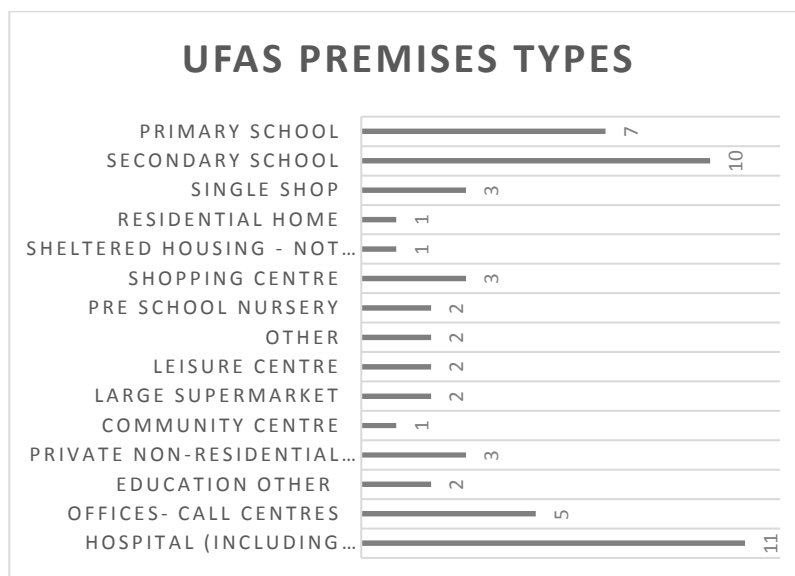 UFAS PREMISES TYPES
PRIMARY SCHOOL 7
SECONDARY SCHOOL 10
SINGLE SHOP 3
RESIDENTIAL HOME 1
SHELTERED HOUSING - NOT… 1
SHOPPING CENTRE 3
PRE SCHOOL NURSERY 2
OTHER 2
LEISURE CENTRE 2
LARGE SUPERMARKET 2
COMMUNITY CENTRE 1
PRIVATE NON-RESIDENTIAL… 3
EDUCATION OTHER 2
OFFICES- CALL CENTRES 5
HOSPITAL (INCLUDING… 11